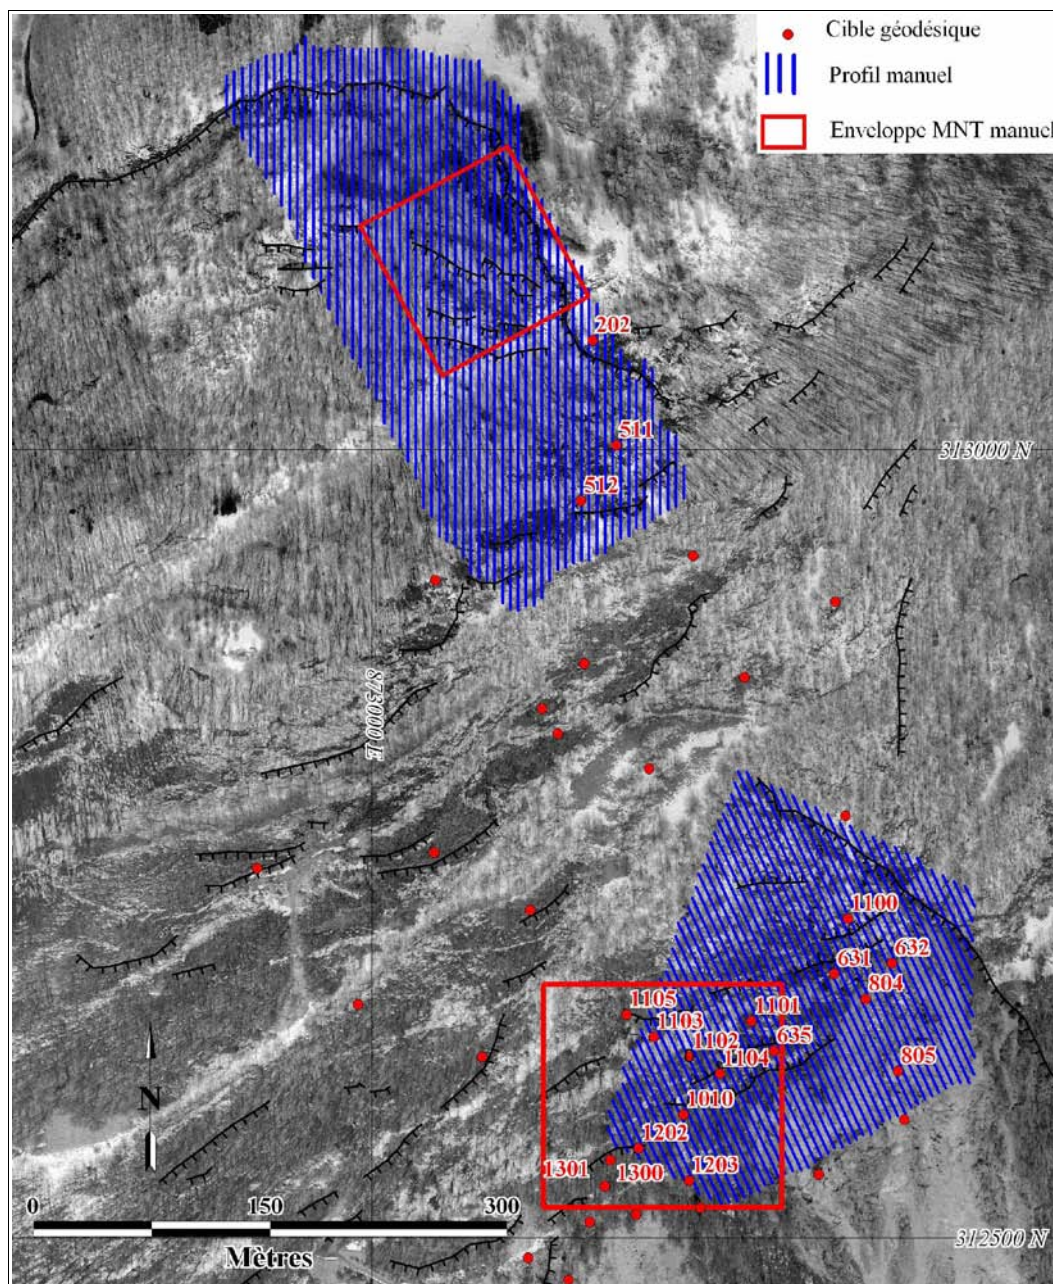 Cible géodésique
Profil manuel
Enveloppe MNT manuel
202
511
313000 N
512
873000 E
1100
632
631
804
1105
1101
1103
635
1102
1104
805
1010
1202
1301
1300
1203
N
0 150 300
Mètres
312500 N